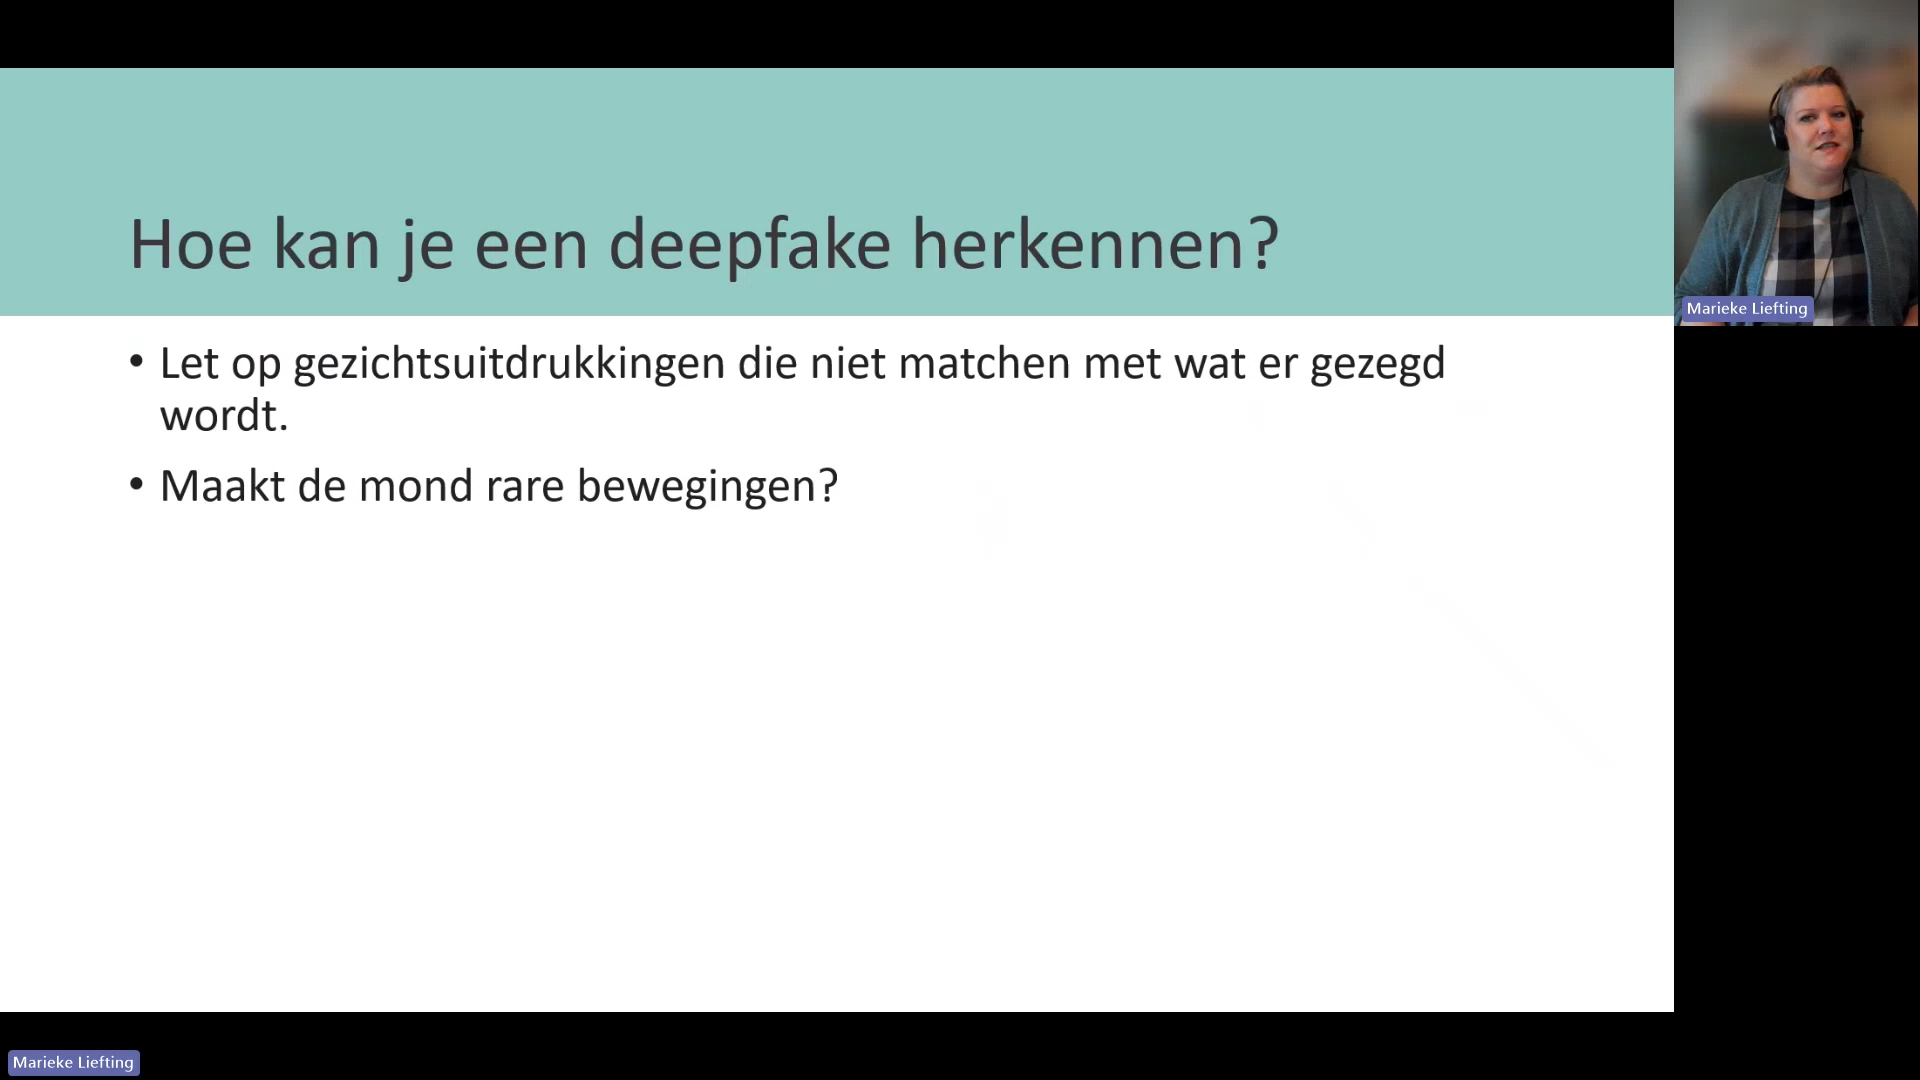 Hoe kan je een deepfake herkennen?
• Let op gezichtsuitdrukkingen die niet matchen met wat er gezegd
wordt.
• Maakt de mond rare bewegingen?
Marieke Liefting
Marieke Liefting